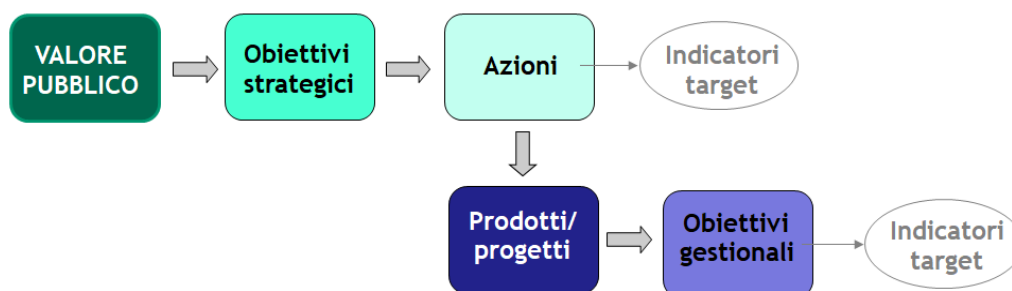 VALORE
PUBBLICO
Obiettivi
strategici
Azioni
Indicatori
target
Prodotti/
progetti
Obiettivi
gestionali
Indicatori
target